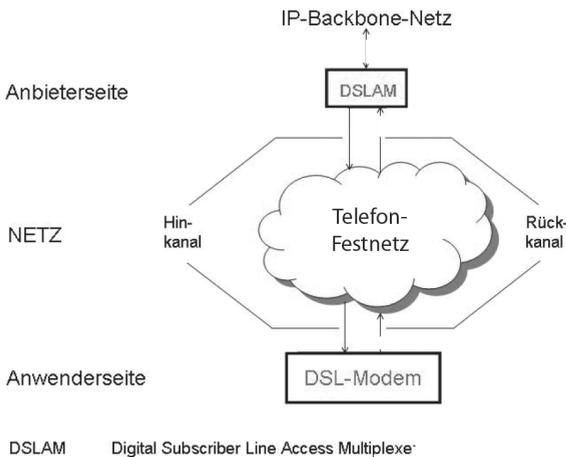 IP-Backbone-Netz
Anbieterseite
DSLAM
NETZ
Hin-
kanal
Telefon-
Festnetz
Rück-
kanal
Anwenderseite
DSL-Modem
DSLAM Digital Subscriber Line Access